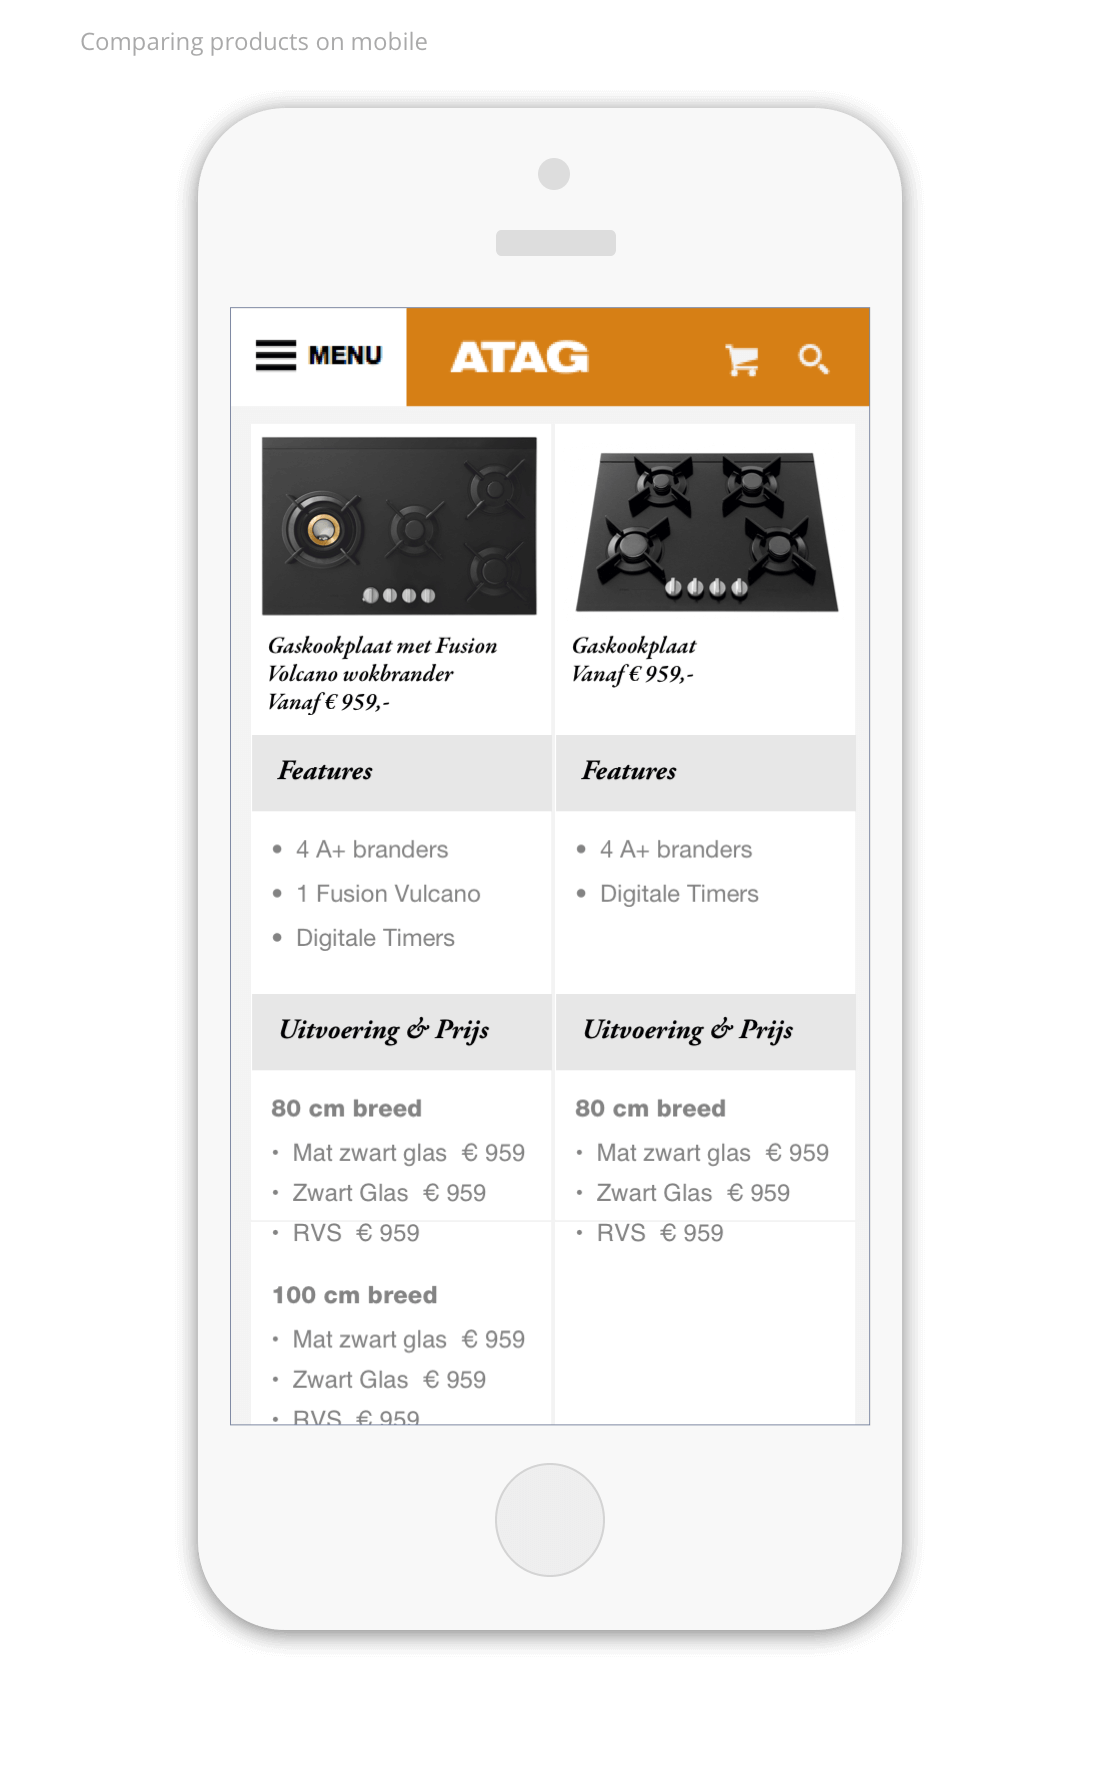 Comparing products on mobile
MENU
ATAG
Gaskookplaat met Fusion
Volcano wokbrander
Vanaf € 959,-
Features
• 4 A+ branders
• 1 Fusion Vulcano
• Digitale Timers
Uitvoering & Prijs
80 cm breed
• Mat zwart glas € 959
• Zwart Glas € 959
• RVS € 959
100 cm breed
• Mat zwart glas € 959
• Zwart Glas € 959
• RVS € 959
Gaskookplaat
Vanaf € 959,-
Features
• 4 A+ branders
• Digitale Timers
Uitvoering & Prijs
80 cm breed
• Mat zwart glas € 959
• Zwart Glas € 959
• RVS € 959